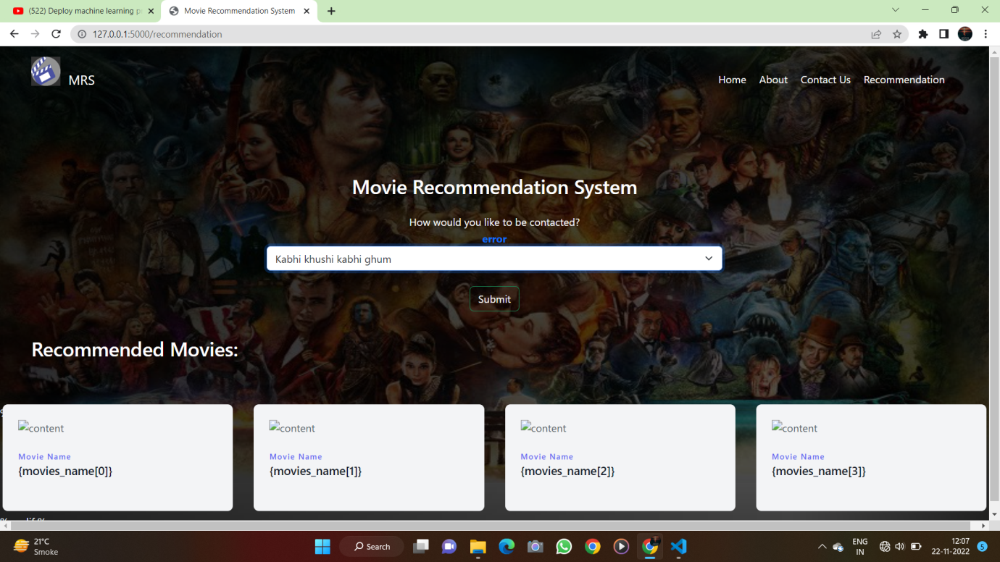 (522) Deploy machine learning p
Movie Recommendation System
127.0.0.1:5000/recommendation
MRS
Home About Contact Us Recommendation
Movie Recommendation System
How would you like to be contacted?
error
Kabhi khushi kabhi ghum
Submit
Recommended Movies:
content content content content
Movie Name Movie Name Movie Name Movie Name
{movies_name[0]} {movies_name[1]} {movies_name[2]} {movies_name[3]}
21°C
Smoke
Search
ENG
IN
12:07
22-11-2022
5